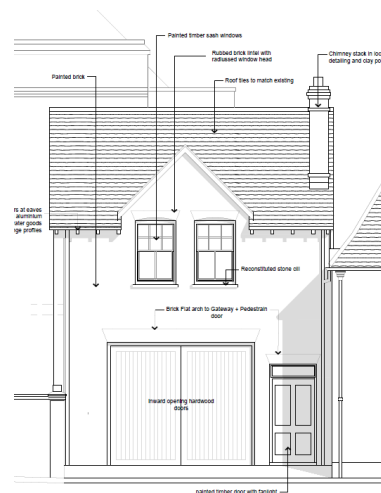 Painted timber sash windows
Rubbed brick lintel with
radiussed window head
Chimney stack in loc
detailing and clay po
Painted brick
Roof tiles to match existing
rs at eaves
aluminium
ater goods
nge profiles
Reconstituted stone cil
Brick Flat arch to Gateway + Pedestrain
door
Inward opening hardwood
doors
painted timber door with fanlight